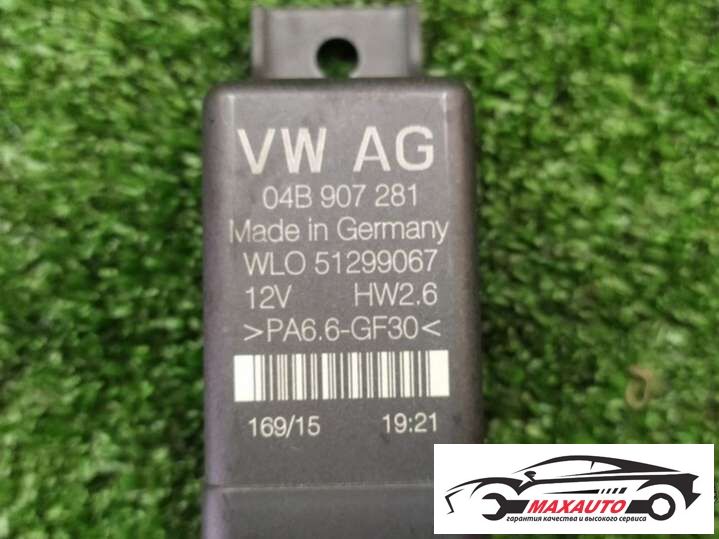 VW AG
04B 907 281
Made in Germany
WLO 51299067
12V HW2.6
>PA6.6-GF30<
169/15 19:21
MAXAUTO
гарантия качества и высокого сервиса